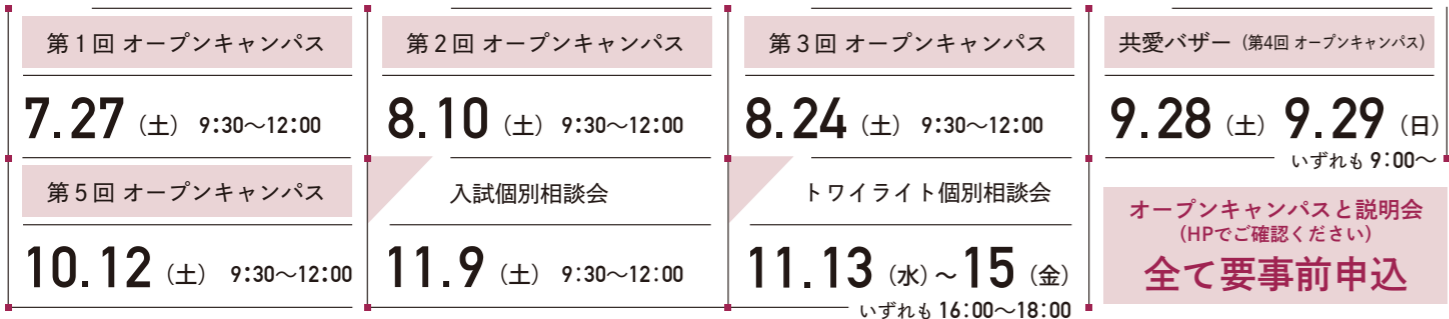 第1回 オープンキャンパス
7.27（土） 9:30〜12:00
第2回 オープンキャンパス
8.10（土） 9:30〜12:00
第3回 オープンキャンパス
8.24（土） 9:30〜12:00
共愛バザー（第4回 オープンキャンパス）
9.28（土） 9.29（日）
いずれも 9:00〜
第5回 オープンキャンパス
10.12（土） 9:30〜12:00
入試個別相談会
11.9（土） 9:30〜12:00
トワイライト個別相談会
11.13（水）〜15（金）
いずれも 16:00〜18:00
オープンキャンパスと説明会
（HPでご確認ください）
全て要事前申込